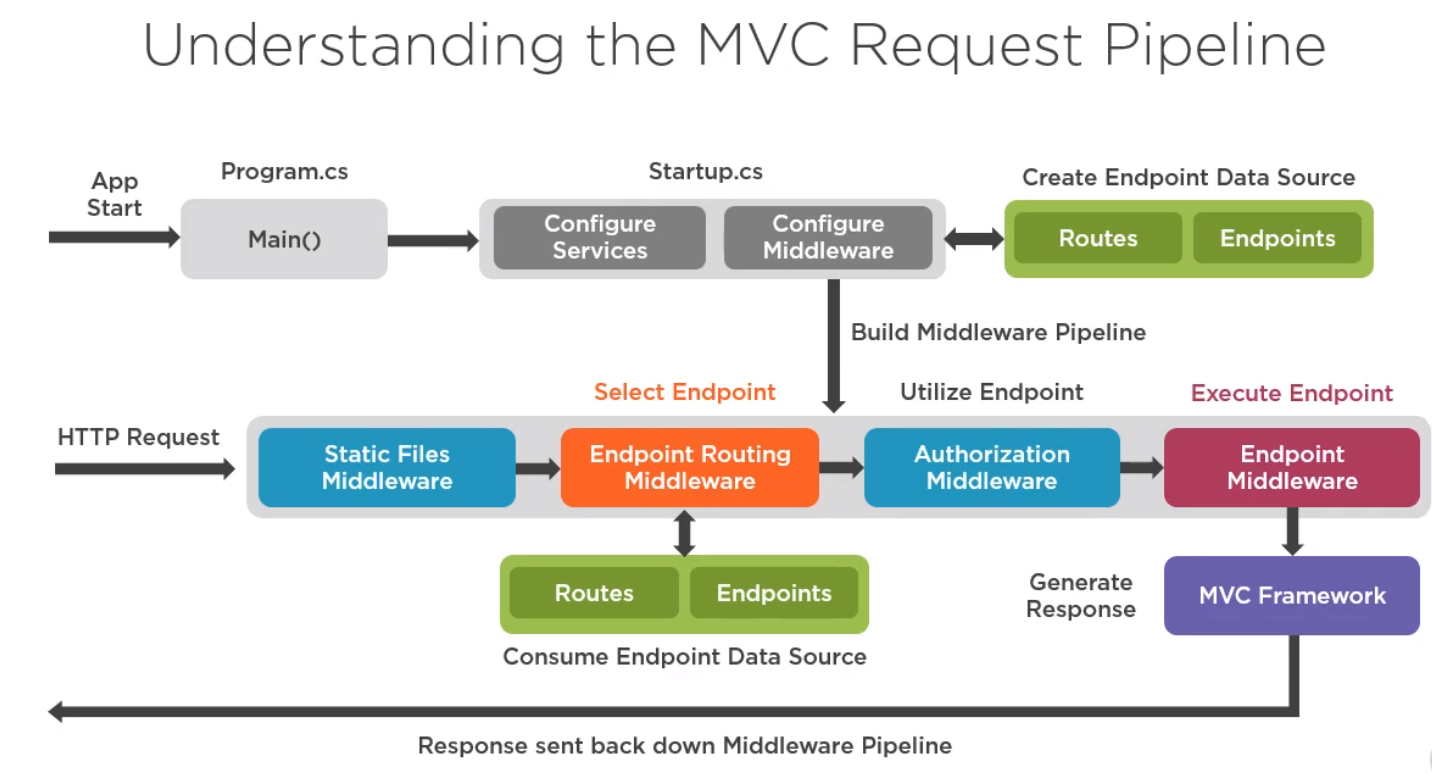 Understanding the MVC Request Pipeline
App
Start
Program.cs
Main()
Startup.cs
Configure
Services
Configure
Middleware
Create Endpoint Data Source
Routes
Endpoints
Build Middleware Pipeline
HTTP Request
Static Files
Middleware
Select Endpoint
Endpoint Routing
Middleware
Utilize Endpoint
Authorization
Middleware
Execute Endpoint
Endpoint
Middleware
Routes
Endpoints
Consume Endpoint Data Source
Generate
Response
MVC Framework
Response sent back down Middleware Pipeline